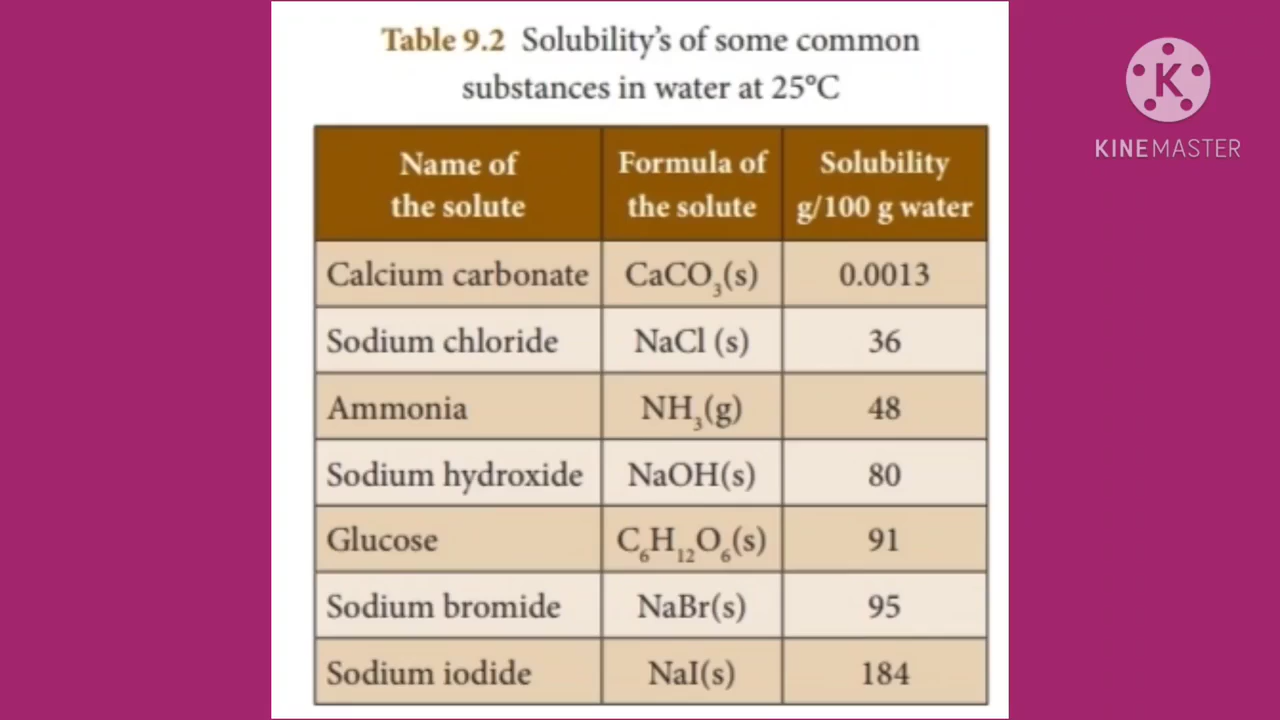 Table 9.2 Solubility's of some common
substances in water at 25°C
Name of
the solute
Formula of
the solute
Solubility
g/100 g water
Calcium carbonate CaCO₃(s) 0.0013
Sodium chloride NaCl (s) 36
Ammonia NH₃(g) 48
Sodium hydroxide NaOH(s) 80
Glucose C₆H₁₂O₆(s) 91
Sodium bromide NaBr(s) 95
Sodium iodide NaI(s) 184
K
KINEMASTER